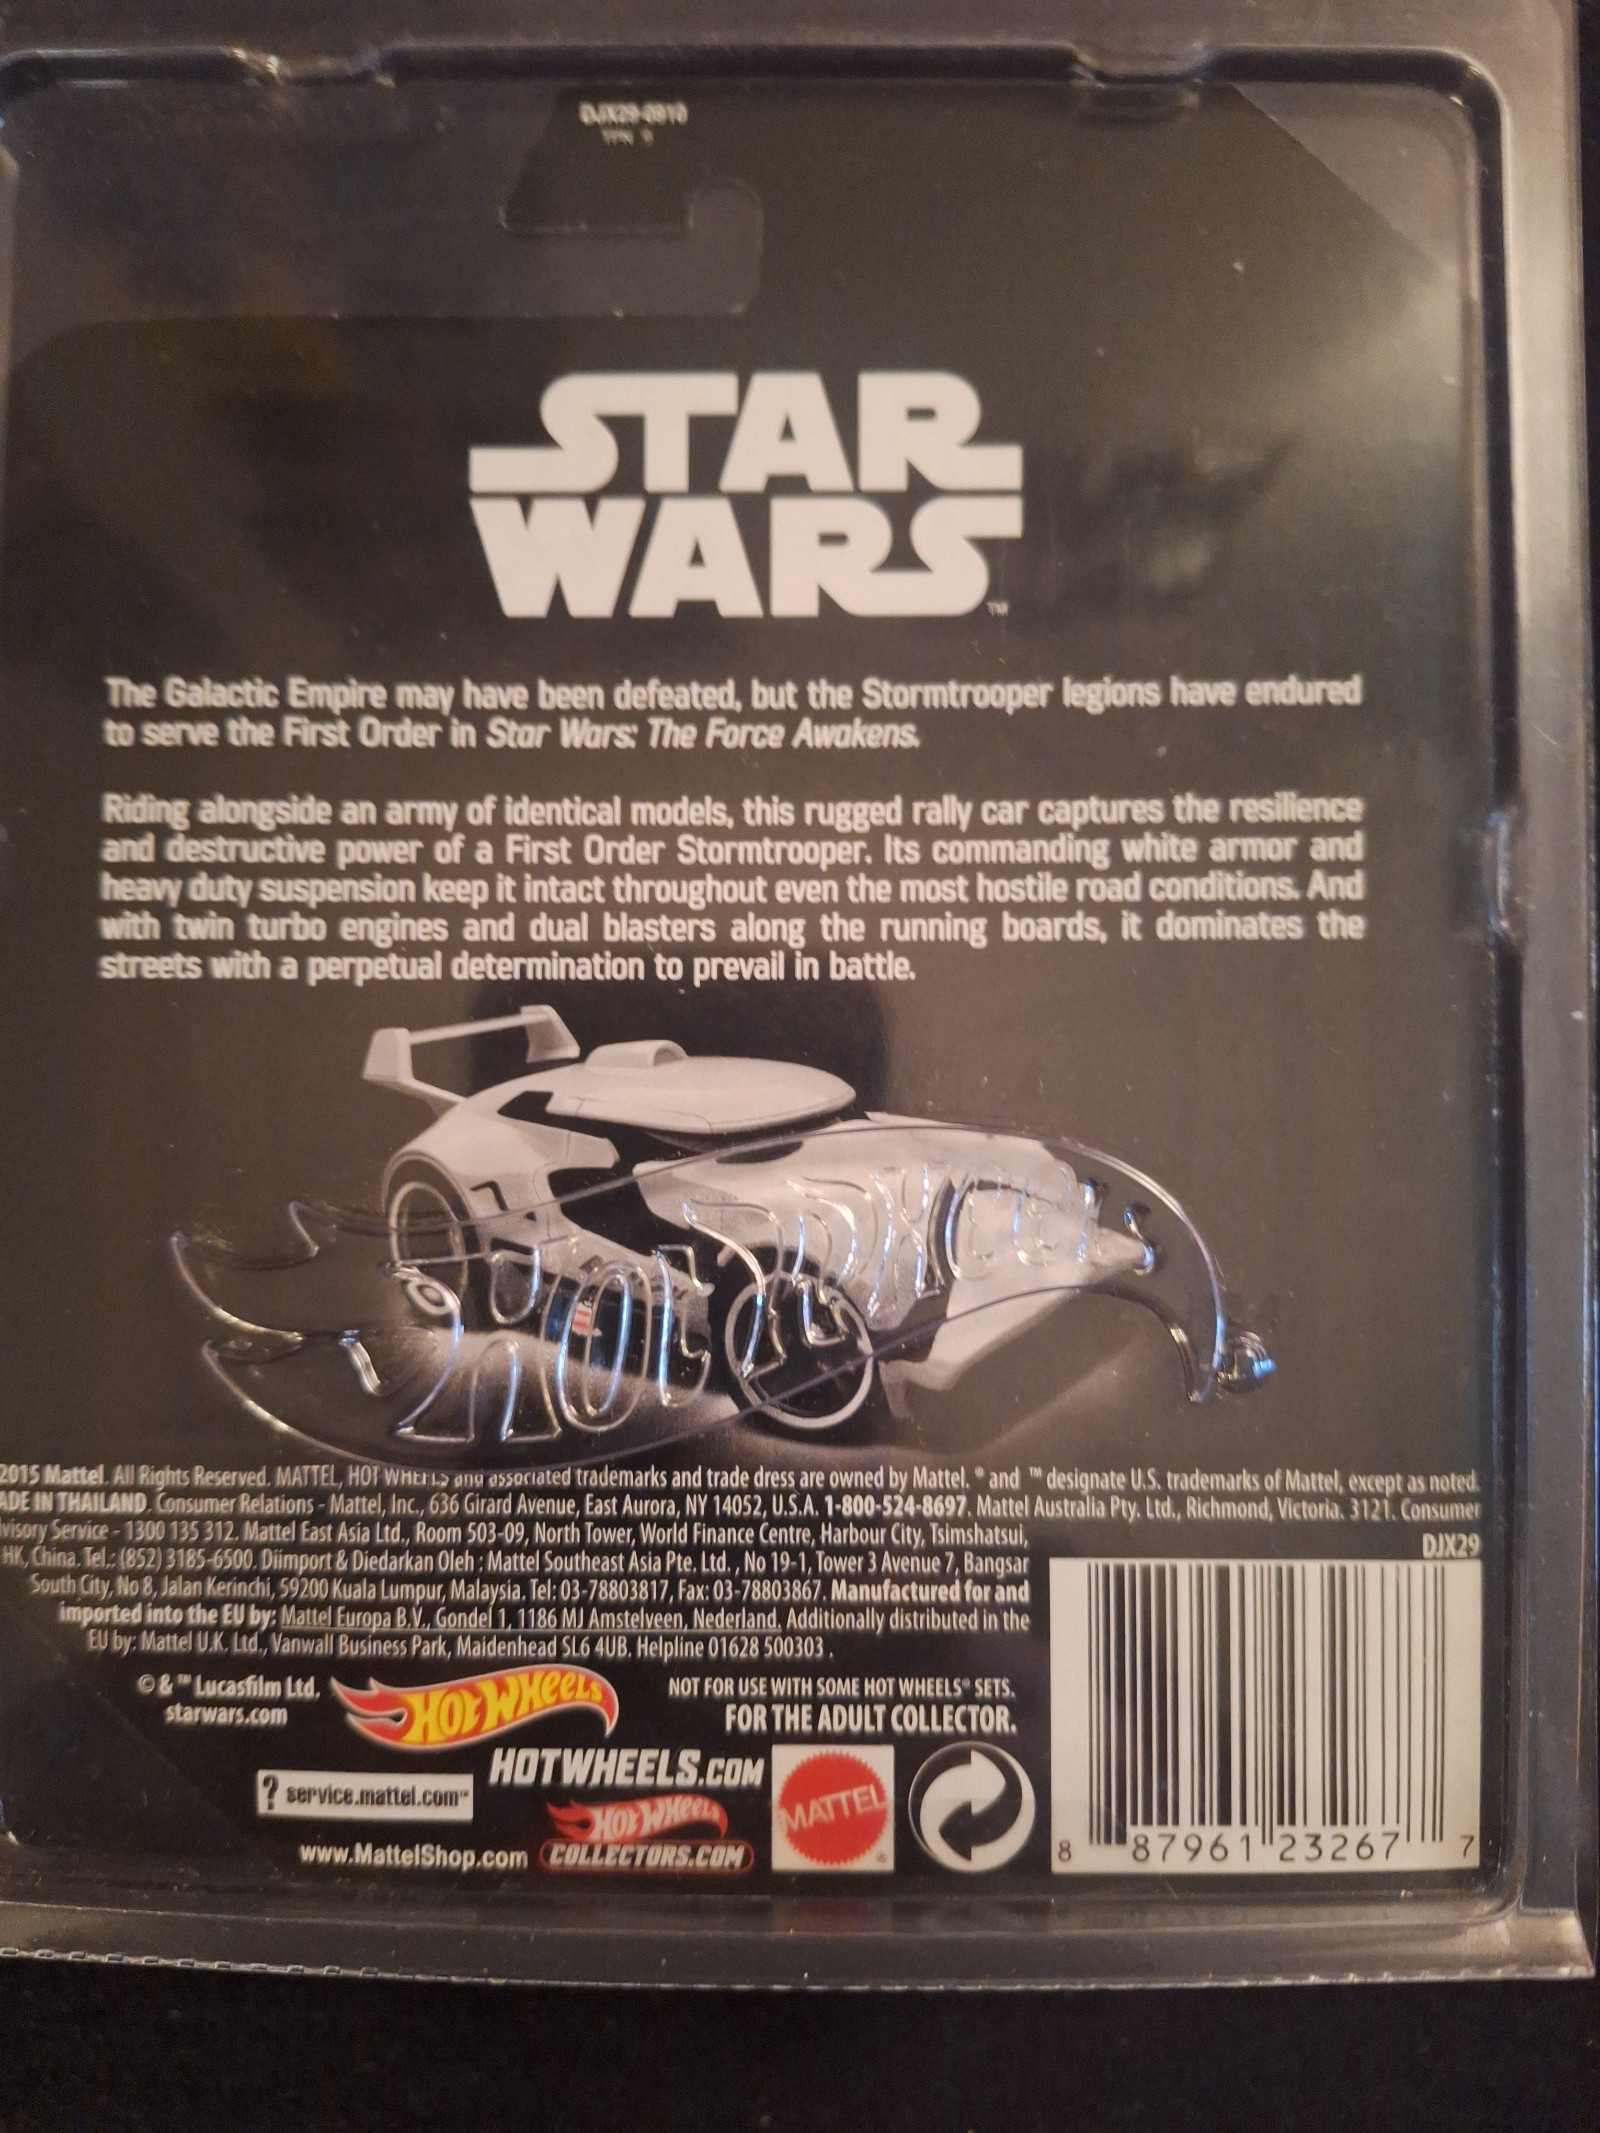 DJX29-0910
STAR
WARS
™
The Galactic Empire may have been defeated, but the Stormtrooper legions have endured
to serve the First Order in Star Wars: The Force Awakens.
Riding alongside an army of identical models, this rugged rally car captures the resilience
and destructive power of a First Order Stormtrooper. Its commanding white armor and
heavy duty suspension keep it intact throughout even the most hostile road conditions. And
with twin turbo engines and dual blasters along the running boards, it dominates the
streets with a perpetual determination to prevail in battle.
HOT WHEELS
2015 Mattel. All Rights Reserved. MATTEL, HOT WHEELS and associated trademarks and trade dress are owned by Mattel. ® and ™ designate U.S. trademarks of Mattel, except as noted.
ADE IN THAILAND. Consumer Relations - Mattel, Inc., 636 Girard Avenue, East Aurora, NY 14052, U.S.A. 1-800-524-8697. Mattel Australia Pty. Ltd., Richmond, Victoria. 3121. Consumer
visory Service - 1300 135 312. Mattel East Asia Ltd., Room 503-09, North Tower, World Finance Centre, Harbour City, Tsimshatsui,
HK, China. Tel.: (852) 3185-6500. Diimport & Diedarkan Oleh : Mattel Southeast Asia Pte. Ltd., No 19-1, Tower 3 Avenue 7, Bangsar
South City, No 8, Jalan Kerinchi, 59200 Kuala Lumpur, Malaysia. Tel: 03-78803817, Fax: 03-78803867. Manufactured for and
imported into the EU by: Mattel Europa B.V., Gondel 1, 1186 MJ Amstelveen, Nederland. Additionally distributed in the
EU by: Mattel U.K. Ltd., Vanwall Business Park, Maidenhead SL6 4UB. Helpline 01628 500303 .
DJX29
© & ™ Lucasfilm Ltd.
starwars.com
HOT WHEELS
NOT FOR USE WITH SOME HOT WHEELS® SETS.
FOR THE ADULT COLLECTOR.
HOTWHEELS.COM
? service.mattel.com™
HOT WHEELS
COLLECTORS.COM
www.MattelShop.com
MATTEL
®
8 87961 23267 7